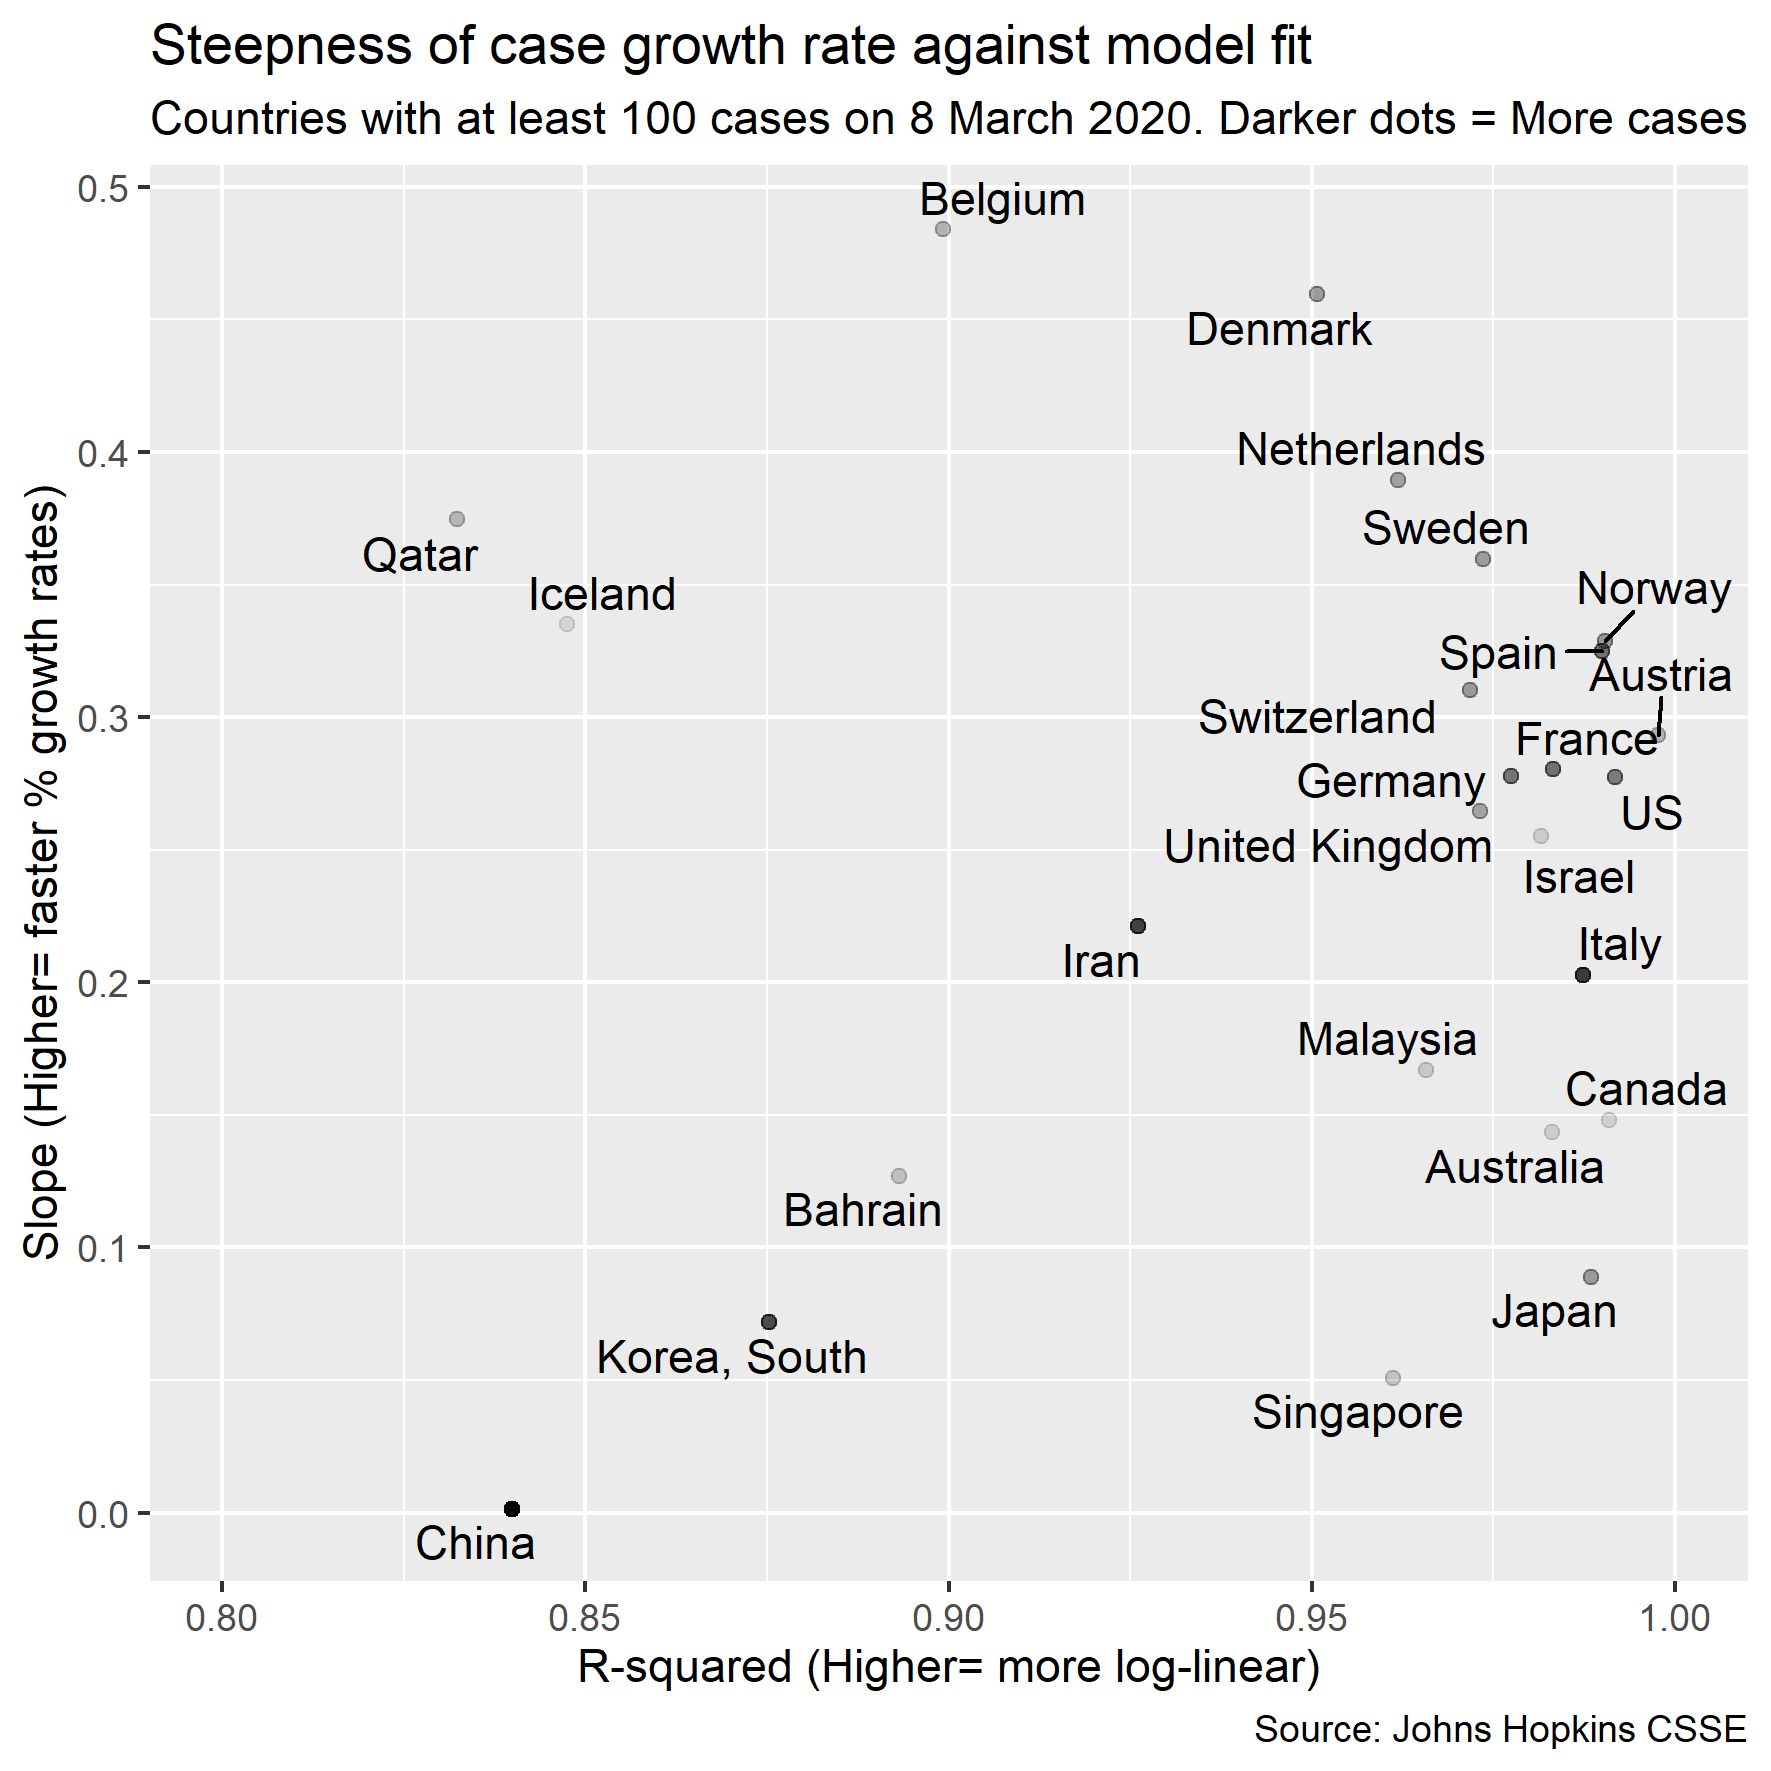 Steepness of case growth rate against model fit
Countries with at least 100 cases on 8 March 2020. Darker dots = More cases
Slope (Higher= faster % growth rates)
0.5
0.4
0.3
0.2
0.1
0.0
Belgium
Denmark
Netherlands
Sweden
Qatar
Iceland
Norway
Spain
Austria
Switzerland
France
Germany
US
United Kingdom
Israel
Italy
Iran
Malaysia
Canada
Australia
Bahrain
Japan
Korea, South
Singapore
China
0.80
0.85
0.90
0.95
1.00
R-squared (Higher= more log-linear)
Source: Johns Hopkins CSSE